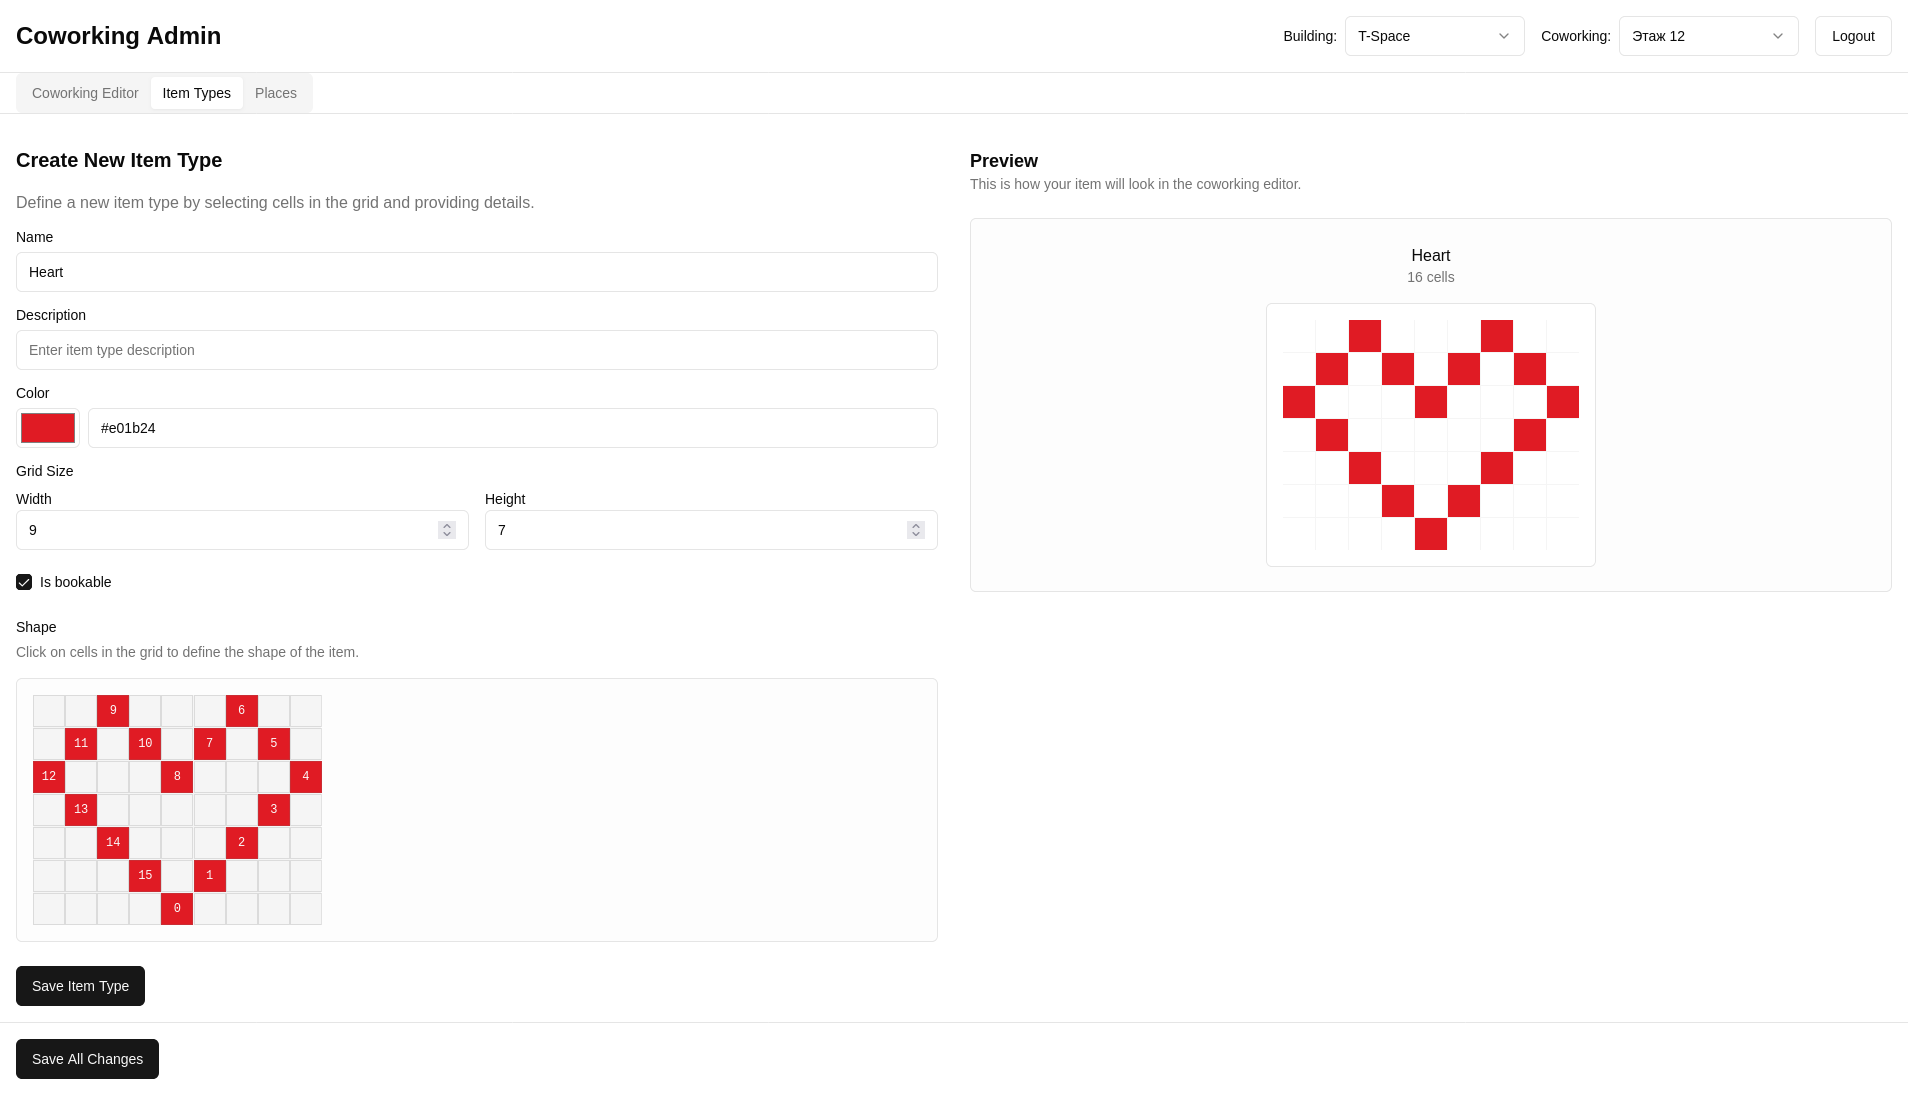 Coworking Admin
Building: T-Space Coworking: Этаж 12 Logout
Coworking Editor Item Types Places
Create New Item Type
Define a new item type by selecting cells in the grid and providing details.
Name
Heart
Description
Enter item type description
Color
#e01b24
Grid Size
Width Height
9 7
Is bookable
Shape
Click on cells in the grid to define the shape of the item.
9 6
11 10 7 5
12 8 4
13 3
14 2
15 1
0
Save Item Type
Save All Changes
Preview
This is how your item will look in the coworking editor.
Heart
16 cells